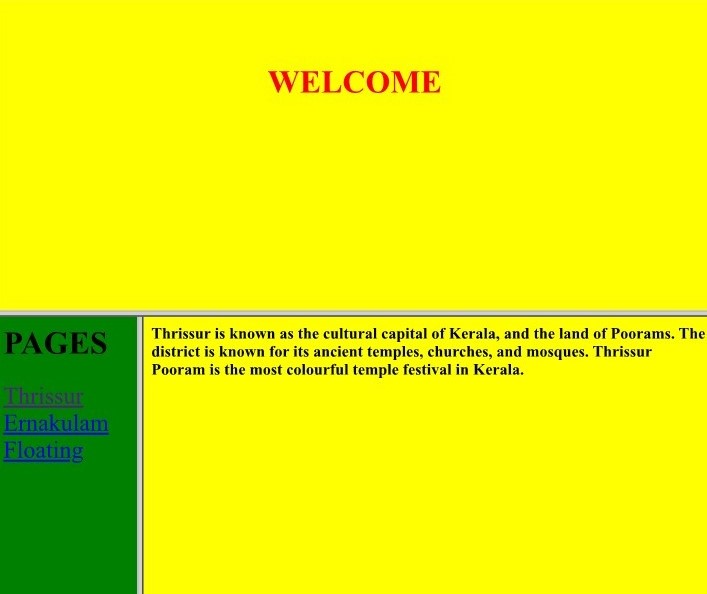 WELCOME
PAGES
Thrissur
Ernakulam
Floating
Thrissur is known as the cultural capital of Kerala, and the land of Poorams. The
district is known for its ancient temples, churches, and mosques. Thrissur
Pooram is the most colourful temple festival in Kerala.